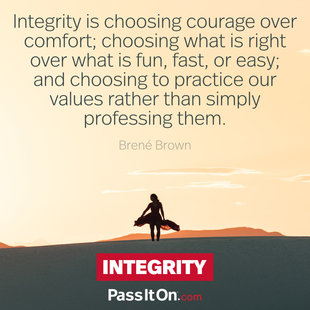 Integrity is choosing courage over
comfort; choosing what is right
over what is fun, fast, or easy;
and choosing to practice our
values rather than simply
professing them.
Brené Brown
INTEGRITY
PassItOn.com